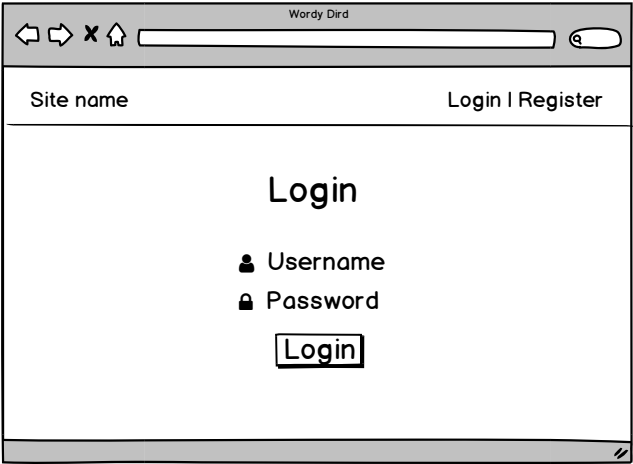 Wordy Dird
Site name
Login | Register
Login
Username
Password
Login